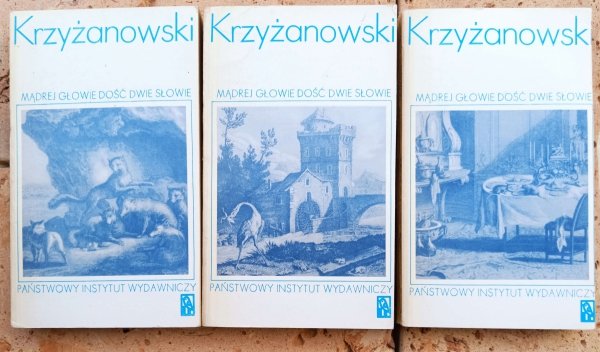 Krzyżanowski
MĄDREJ GŁOWIE DOŚĆ DWIE SŁOWIE
PAŃSTWOWY INSTYTUT WYDAWNICZY
Krzyżanowski
MĄDREJ GŁOWIE DOŚĆ DWIE SŁOWIE
PAŃSTWOWY INSTYTUT WYDAWNICZY
Krzyżanowsk
MĄDREJ GŁOWIE DOŚĆ DWIE SŁOWIE
PAŃSTWOWY INSTYTUT WYDAWNICZY